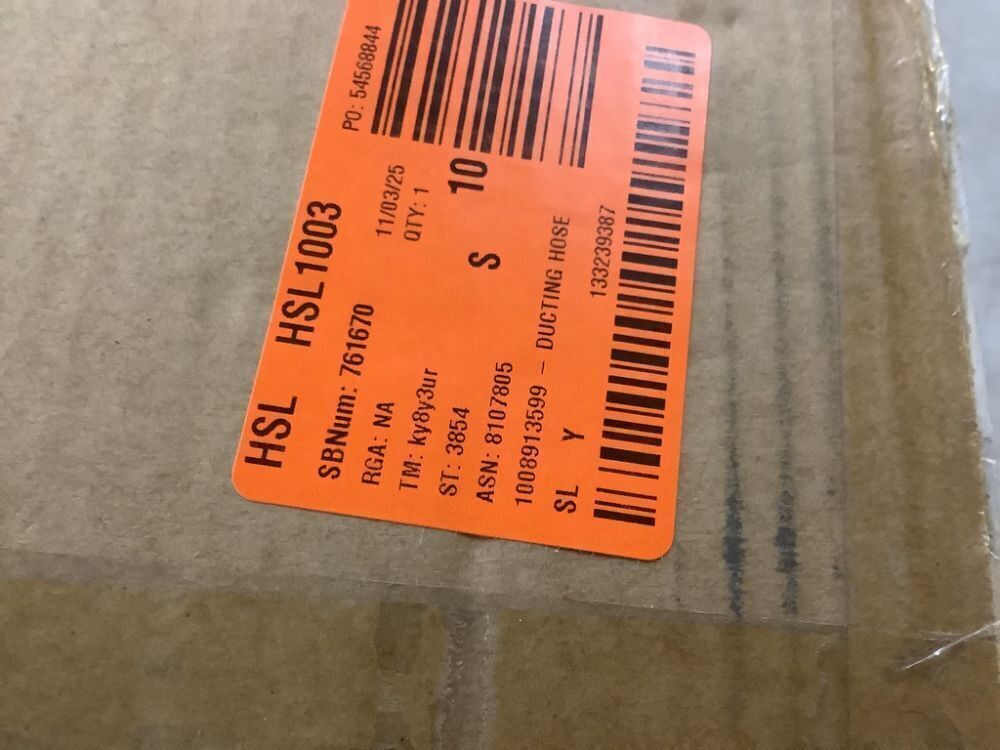 HSL HSL1003
SBNum: 761670
RGA: NA
11/03/25
PO: 54568844
TM: ky8y3ur
QTY: 1
ST: 3854
ASN: 8107805
S 10
1008913599 – DUCTING HOSE
SL Y
133239387